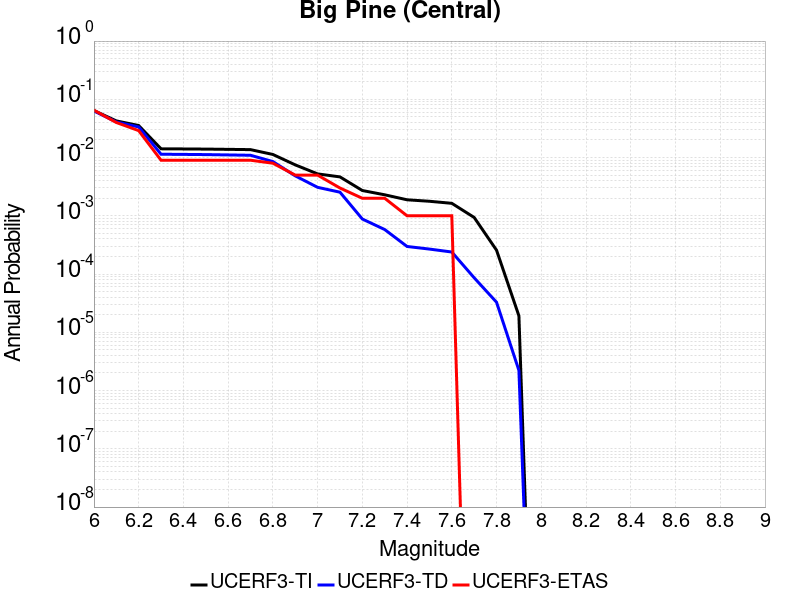 Big Pine (Central)
10^0
10^-1
10^-2
10^-3
10^-4
10^-5
10^-6
10^-7
10^-8
Annual Probability
6 6.2 6.4 6.6 6.8 7 7.2 7.4 7.6 7.8 8 8.2 8.4 8.6 8.8 9
Magnitude
UCERF3-TI UCERF3-TD UCERF3-ETAS